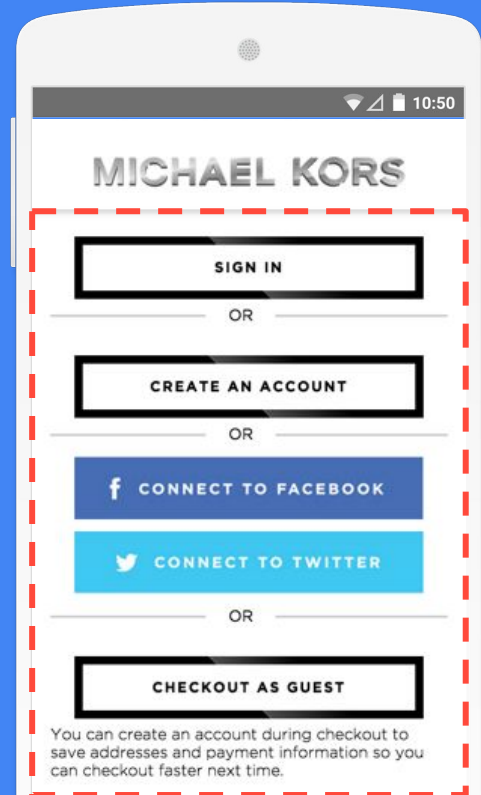 10:50
MICHAEL KORS
SIGN IN
OR
CREATE AN ACCOUNT
OR
f CONNECT TO FACEBOOK
CONNECT TO TWITTER
OR
CHECKOUT AS GUEST
You can create an account during checkout to
save addresses and payment information so you
can checkout faster next time.